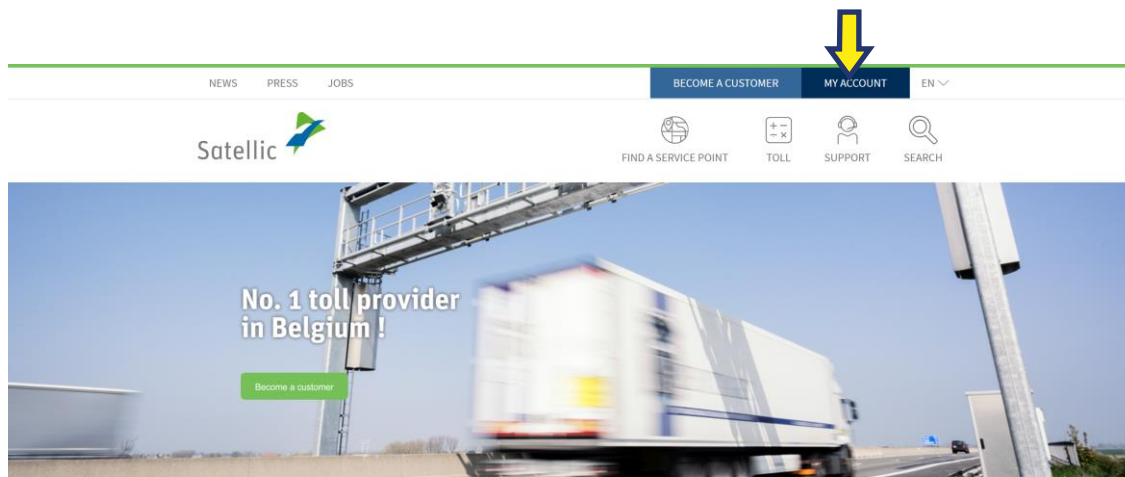 NEWS PRESS JOBS BECOME A CUSTOMER MY ACCOUNT EN
Satellic
FIND A SERVICE POINT TOLL SUPPORT SEARCH
No. 1 toll provider
in Belgium !
Become a customer